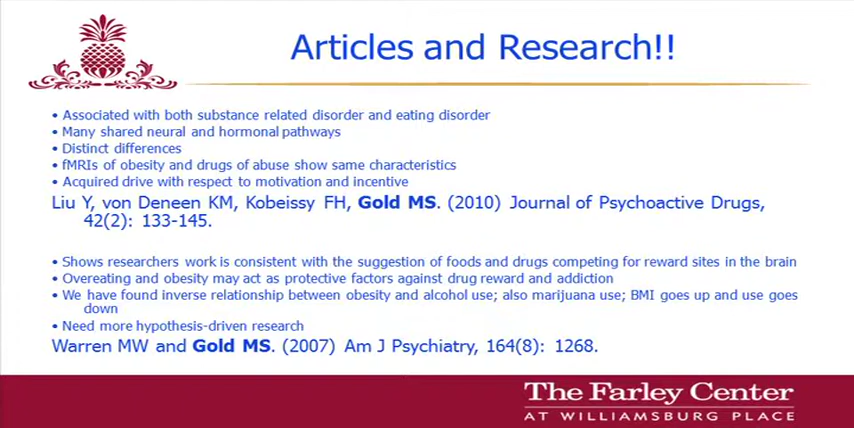 Articles and Research!!
• Associated with both substance related disorder and eating disorder
• Many shared neural and hormonal pathways
• Distinct differences
• fMRIs of obesity and drugs of abuse show same characteristics
• Acquired drive with respect to motivation and incentive
Liu Y, von Deneen KM, Kobeissy FH, Gold MS. (2010) Journal of Psychoactive Drugs,
42(2): 133-145.
• Shows researchers work is consistent with the suggestion of foods and drugs competing for reward sites in the brain
• Overeating and obesity may act as protective factors against drug reward and addiction
• We have found inverse relationship between obesity and alcohol use; also marijuana use; BMI goes up and use goes
down
• Need more hypothesis-driven research
Warren MW and Gold MS. (2007) Am J Psychiatry, 164(8): 1268.
The Farley Center
AT WILLIAMSBURG PLACE